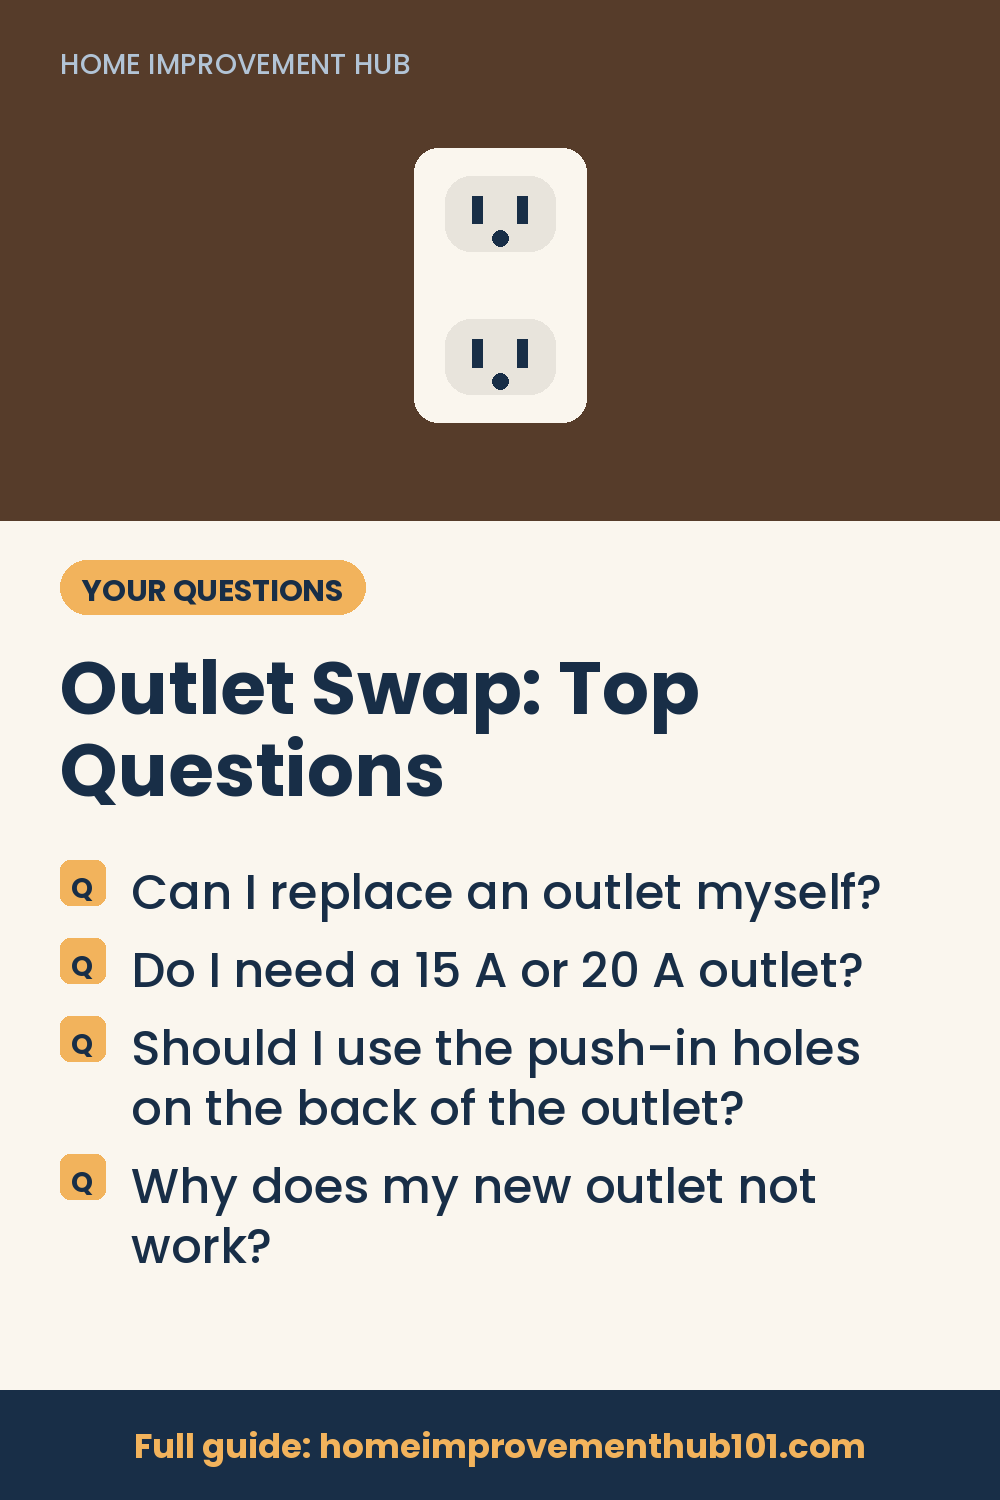 HOME IMPROVEMENT HUB
YOUR QUESTIONS
Outlet Swap: Top
Questions
Q Can I replace an outlet myself?
Q Do I need a 15 A or 20 A outlet?
Q Should I use the push-in holes
on the back of the outlet?
Q Why does my new outlet not
work?
Full guide: homeimprovementhub101.com